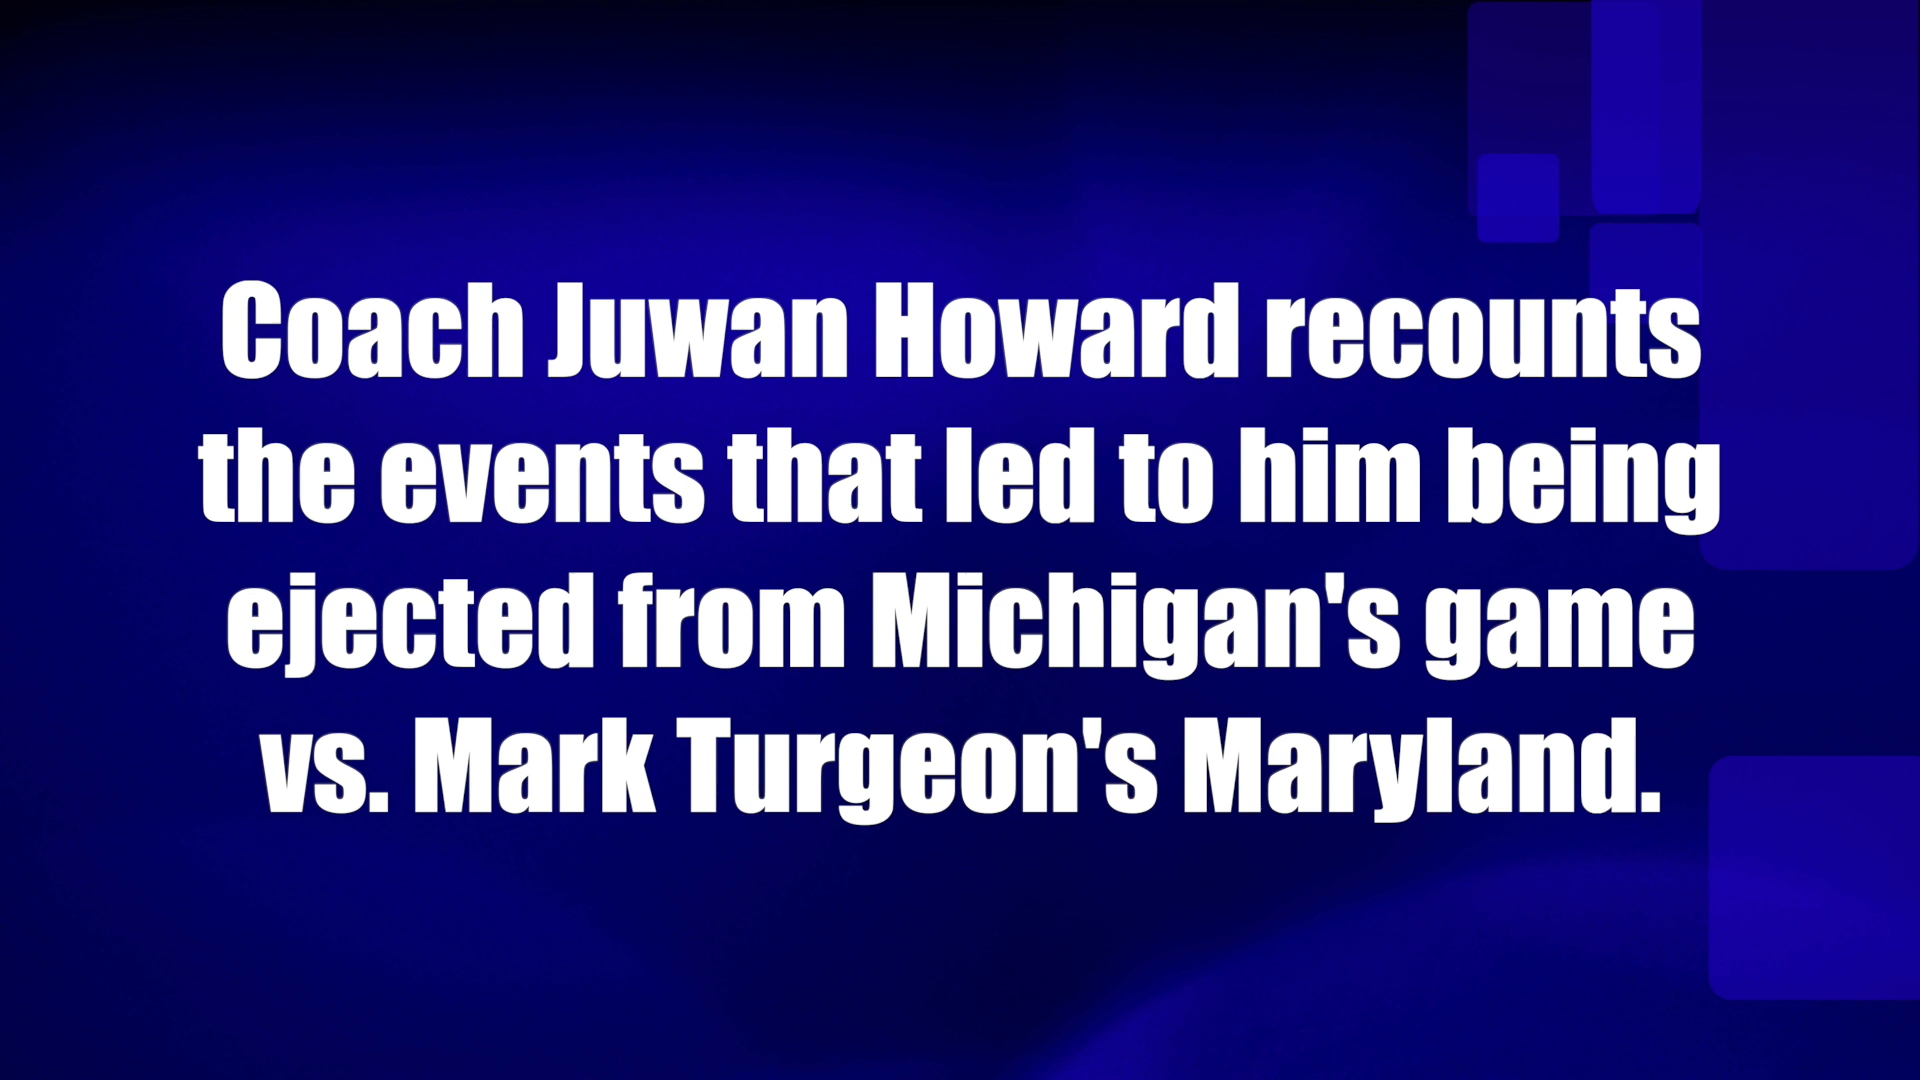 Coach Juwan Howard recounts
the events that led to him being
ejected from Michigan's game
vs. Mark Turgeon's Maryland.